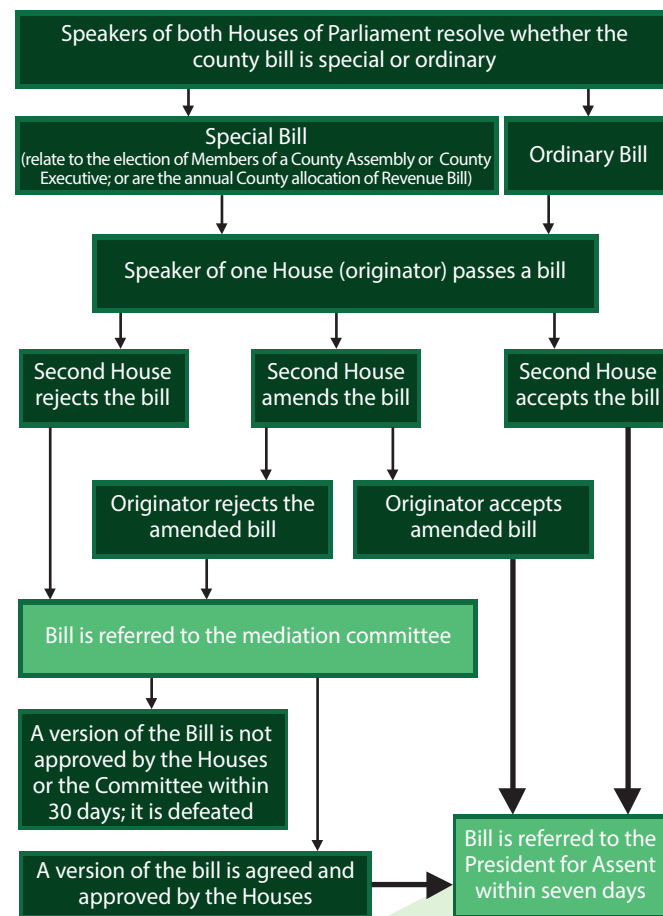 Speakers of both Houses of Parliament resolve whether the
county bill is special or ordinary
Special Bill
(relate to the election of Members of a County Assembly or County
Executive; or are the annual County allocation of Revenue Bill)
Ordinary Bill
Speaker of one House (originator) passes a bill
Second House
rejects the bill
Second House
amends the bill
Second House
accepts the bill
Originator rejects the
amended bill
Originator accepts
amended bill
Bill is referred to the mediation committee
A version of the Bill is not
approved by the Houses
or the Committee within
30 days; it is defeated
A version of the bill is agreed and
approved by the Houses
Bill is referred to the
President for Assent
within seven days